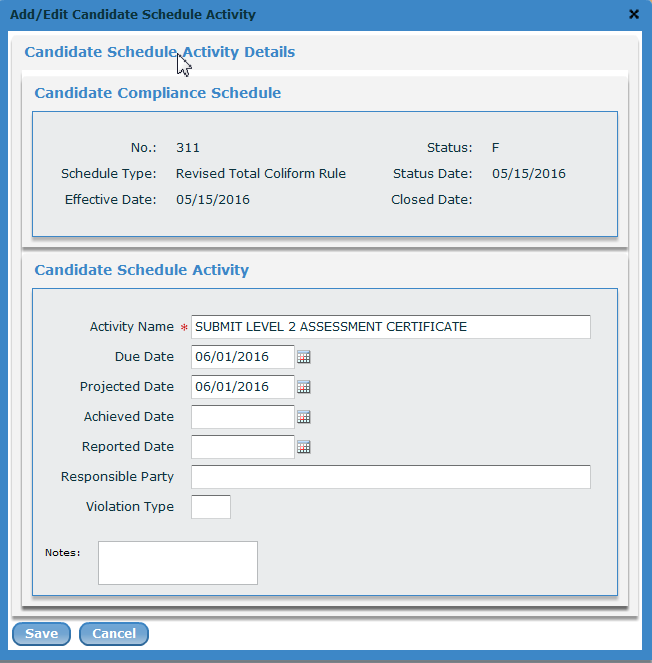 Add/Edit Candidate Schedule Activity
Candidate Schedule Activity Details
Candidate Compliance Schedule
No.: 311 Status: F
Schedule Type: Revised Total Coliform Rule Status Date: 05/15/2016
Effective Date: 05/15/2016 Closed Date:
Candidate Schedule Activity
Activity Name * SUBMIT LEVEL 2 ASSESSMENT CERTIFICATE
Due Date 06/01/2016
Projected Date 06/01/2016
Achieved Date
Reported Date
Responsible Party
Violation Type
Notes:
Save Cancel